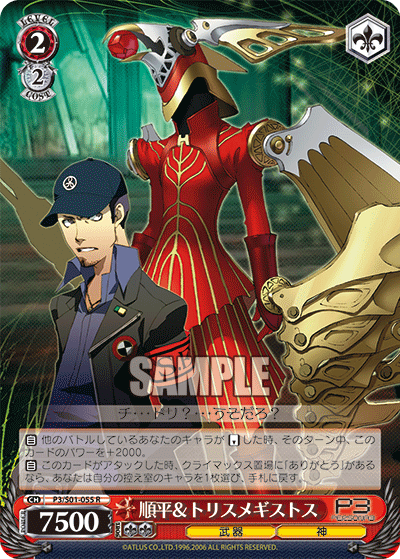 LEVEL
2
2
COST
SAMPLE
チ…ドリ？…うそだろ？
【自】 他のバトルしているあなたのキャラが【リバース】した時、そのターン中、この
カードのパワーを+2000。
【自】 このカードがアタックした時、クライマックス置場に「ありがとう」があるな
ら、あなたは自分の控え室のキャラを1枚選び、手札に戻す。
CH P3/S01-055 R
順平&トリスメギストス
P3
POWER
7500
武器
神
©ATLUS CO.,LTD.1996,2006 ALL RIGHTS RESERVED.